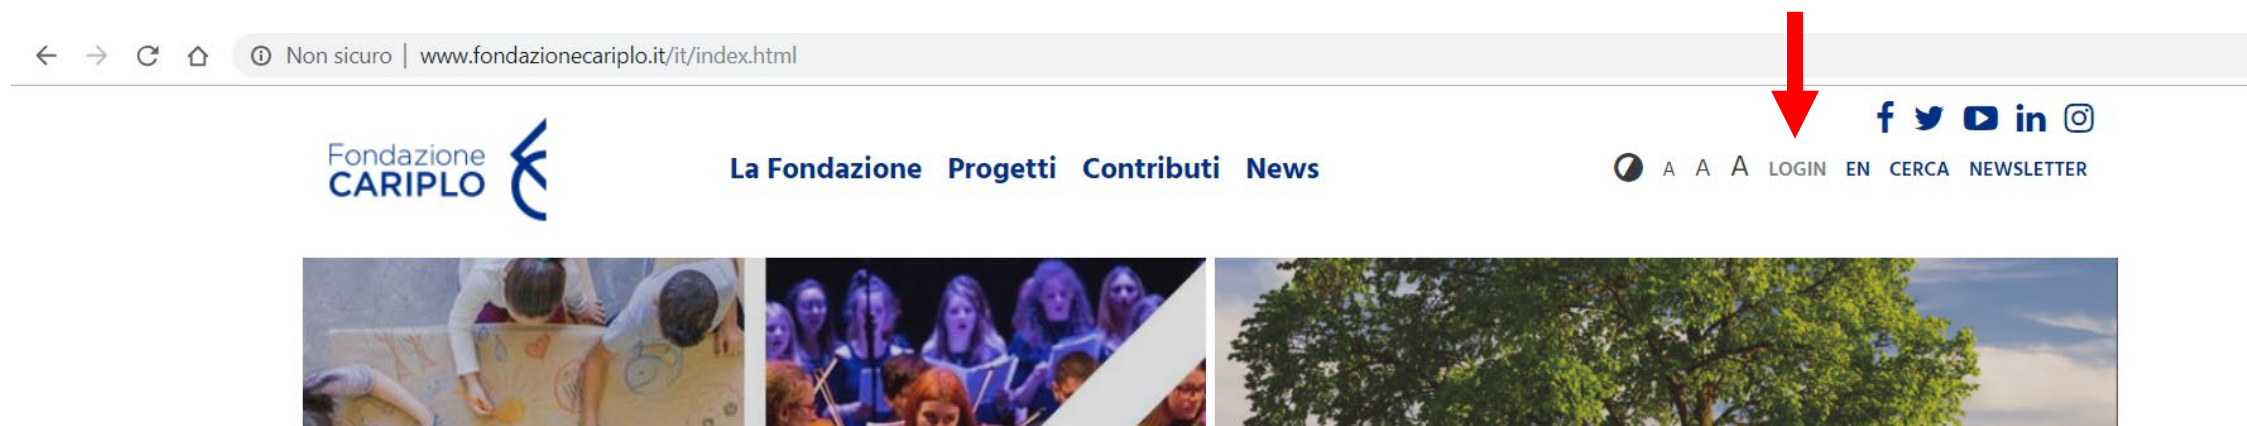 Non sicuro | www.fondazionecariplo.it/it/index.html
Fondazione
CARIPLO
La Fondazione Progetti Contributi News
A A A LOGIN EN CERCA NEWSLETTER